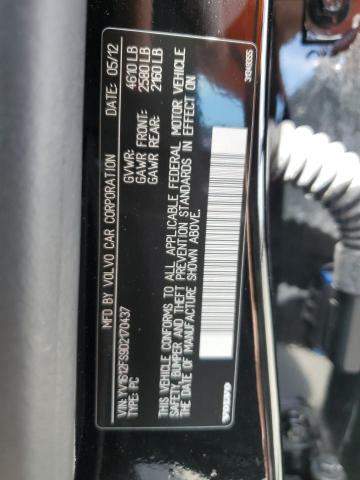 MFD BY VOLVO CAR CORPORATION DATE: 05/12
GVWR: 4610 LB
GAWR FRONT: 2580 LB
GAWR REAR: 2160 LB
VIN: YV1612FS9D2170437
TYPE: PC
THIS VEHICLE CONFORMS TO ALL APPLICABLE FEDERAL MOTOR VEHICLE
SAFETY, BUMPER AND THEFT PREVENTION STANDARDS IN EFFECT ON
THE DATE OF MANUFACTURE SHOWN ABOVE.
VOLVO